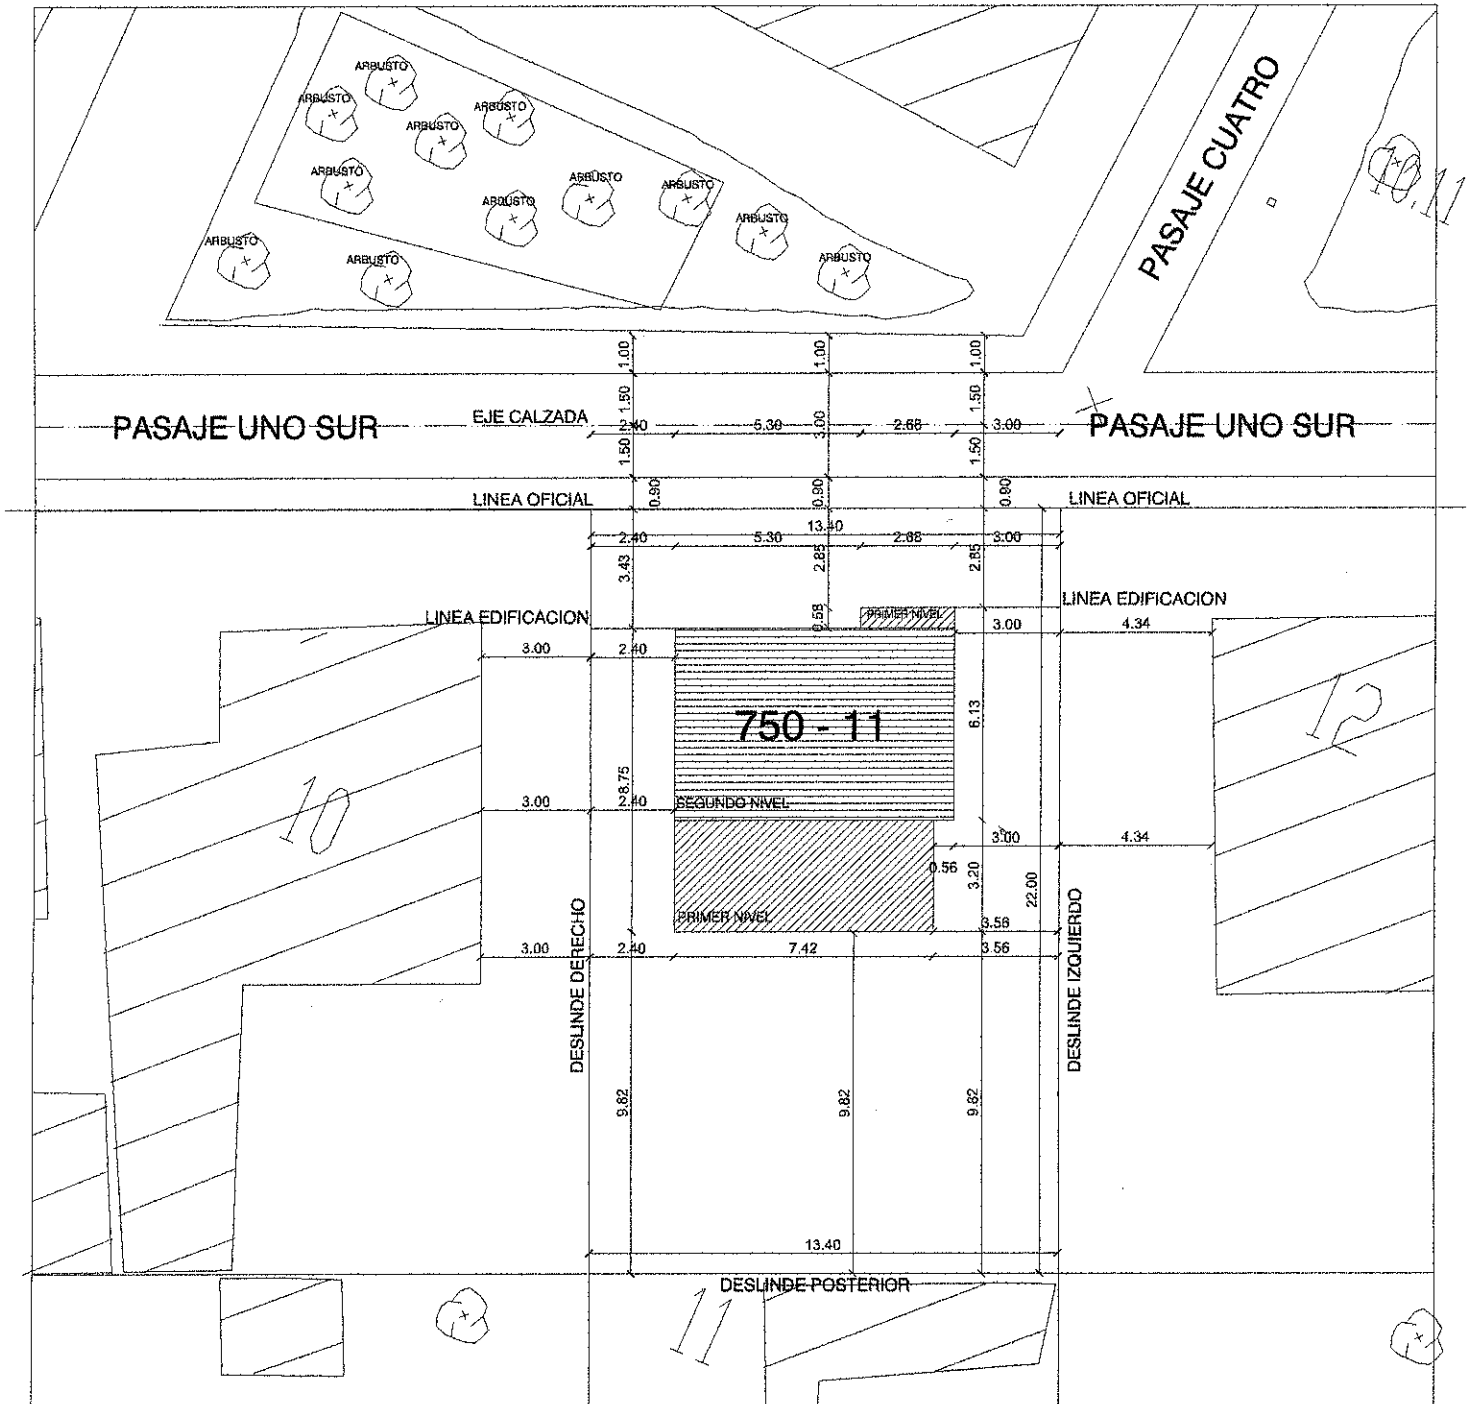 ARBUSTO
ARBUSTO
ARBUSTO
ARBUSTO
ARBUSTO
ARBUSTO
ARBUSTO
ARBUSTO
ARBUSTO
ARBUSTO
ARBUSTO
ARBUSTO
PASAJE CUATRO
10.11
1.00 1.00 1.00
1.50 1.50
PASAJE UNO SUR EJE CALZADA 2.40 5.30 3.00 2.68 3.00 PASAJE UNO SUR
1.50 1.50
LINEA OFICIAL 0.90 0.90 0.90 LINEA OFICIAL
13.40
2.40 5.30 2.68 3.00
3.43 2.85 2.85
LINEA EDIFICACION 0.58 PRIMER NIVEL LINEA EDIFICACION
3.00 4.34
3.00 2.40
750 - 11 6.13 12
8.75
10 3.00 2.40 SEGUNDO NIVEL
3.00 4.34
0.56 3.20 22.00
PRIMER NIVEL 3.56
3.00 2.40 7.42 3.56
DESLINDE DERECHO DESLINDE IZQUIERDO
9.82 9.82 9.82
13.40
DESLINDE POSTERIOR
11